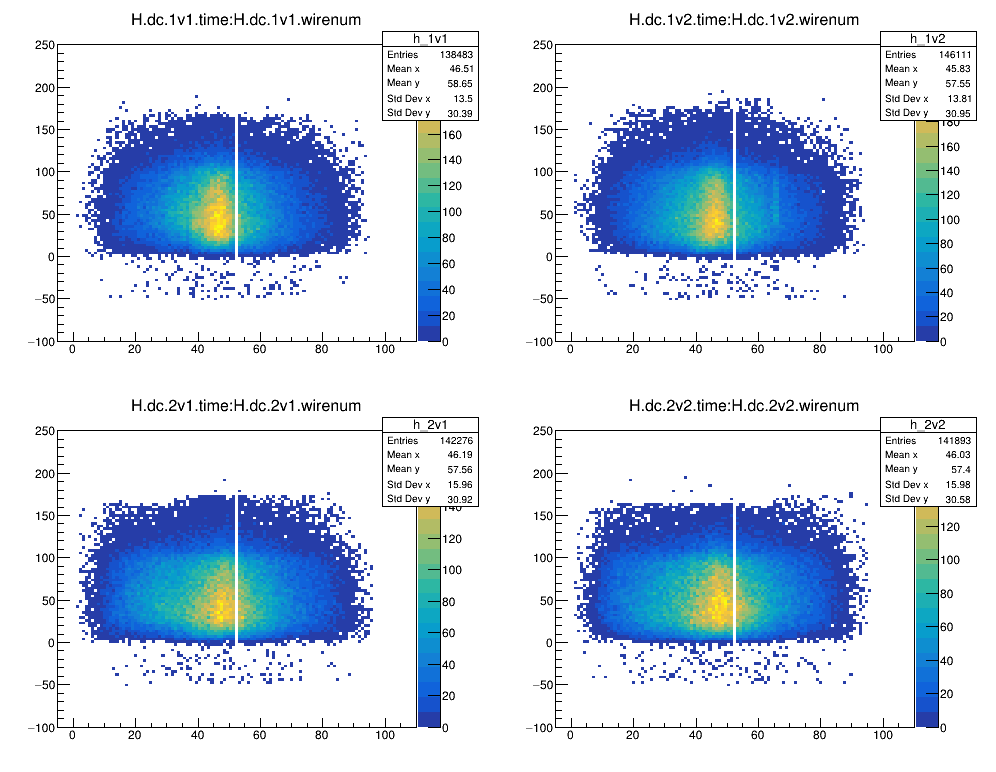 H.dc.1v1.time:H.dc.1v1.wirenum
h_1v1
Entries 138483
Mean x 46.51
Mean y 58.65
Std Dev x 13.5
Std Dev y 30.39
250
200
150
100
50
0
−50
−100
0 20 40 60 80 100
160
140
120
100
80
60
40
20
0
H.dc.1v2.time:H.dc.1v2.wirenum
h_1v2
Entries 146111
Mean x 45.83
Mean y 57.55
Std Dev x 13.81
Std Dev y 30.95
250
200
150
100
50
0
−50
−100
0 20 40 60 80 100
180
160
140
120
100
80
60
40
20
0
H.dc.2v1.time:H.dc.2v1.wirenum
h_2v1
Entries 142276
Mean x 46.19
Mean y 57.56
Std Dev x 15.96
Std Dev y 30.92
250
200
150
100
50
0
−50
−100
0 20 40 60 80 100
140
120
100
80
60
40
20
0
H.dc.2v2.time:H.dc.2v2.wirenum
h_2v2
Entries 141893
Mean x 46.03
Mean y 57.4
Std Dev x 15.98
Std Dev y 30.58
250
200
150
100
50
0
−50
−100
0 20 40 60 80 100
120
100
80
60
40
20
0